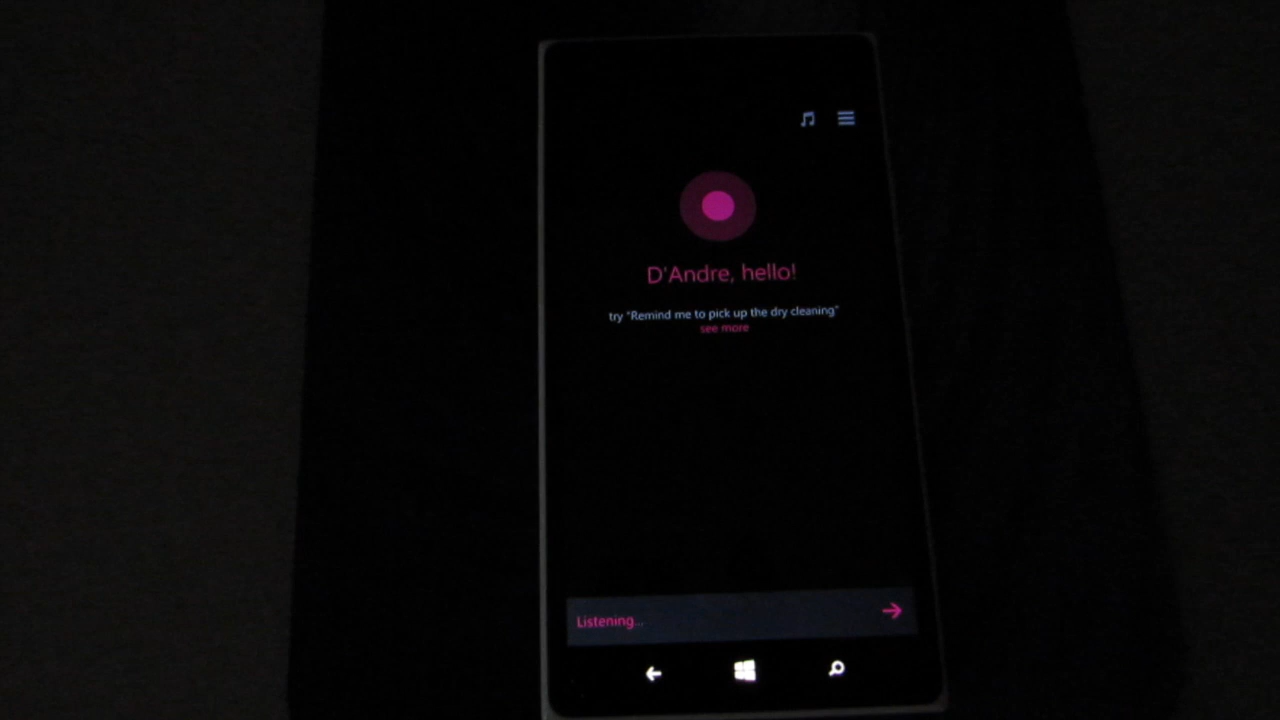 D'Andre, hello!
try "Remind me to pick up the dry cleaning"
see more
Listening...